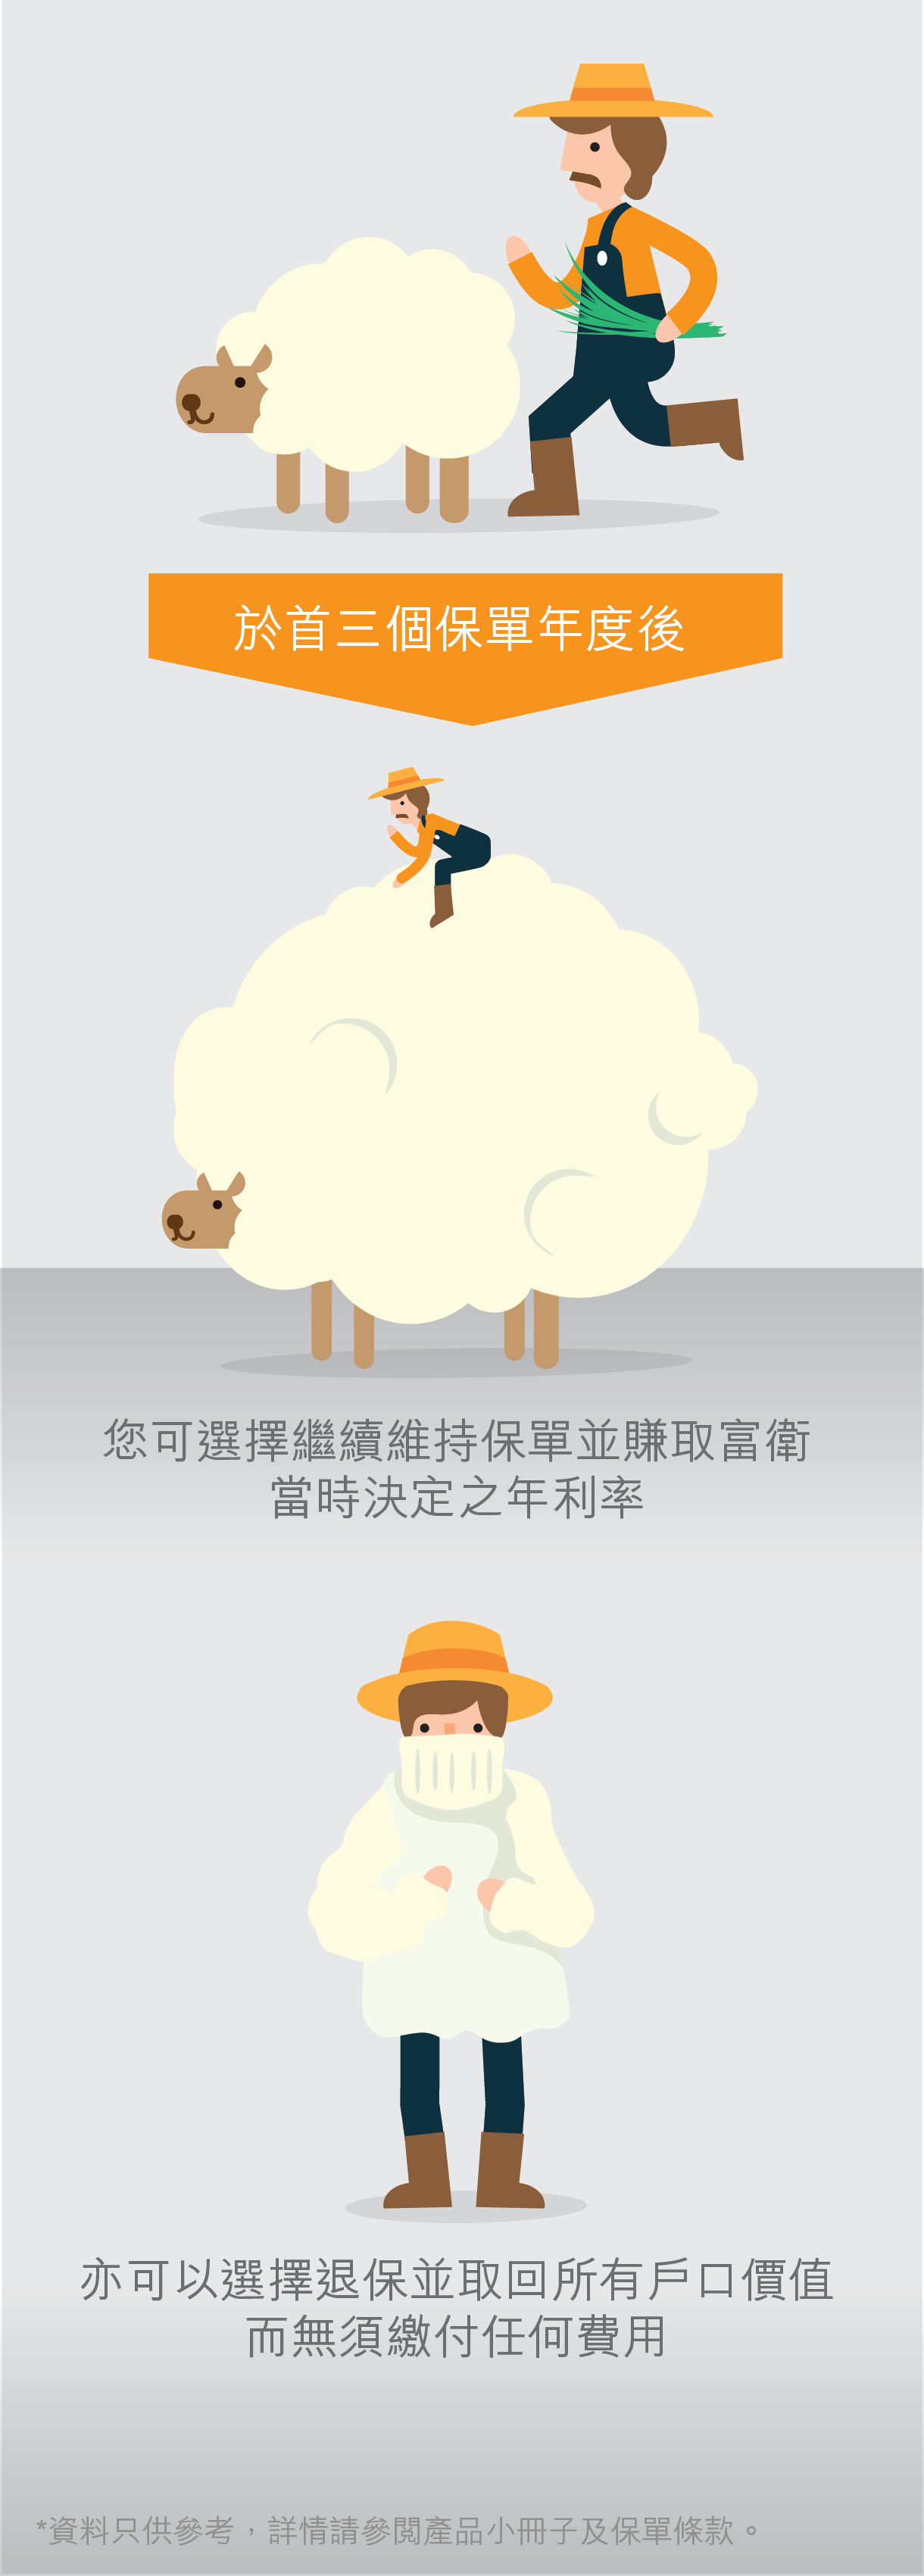 於首三個保單年度後
您可選擇繼續維持保單並賺取富衛
當時決定之年利率
亦可以選擇退保並取回所有戶口價值
而無須繳付任何費用
*資料只供參考，詳情請參閱產品小冊子及保單條款。